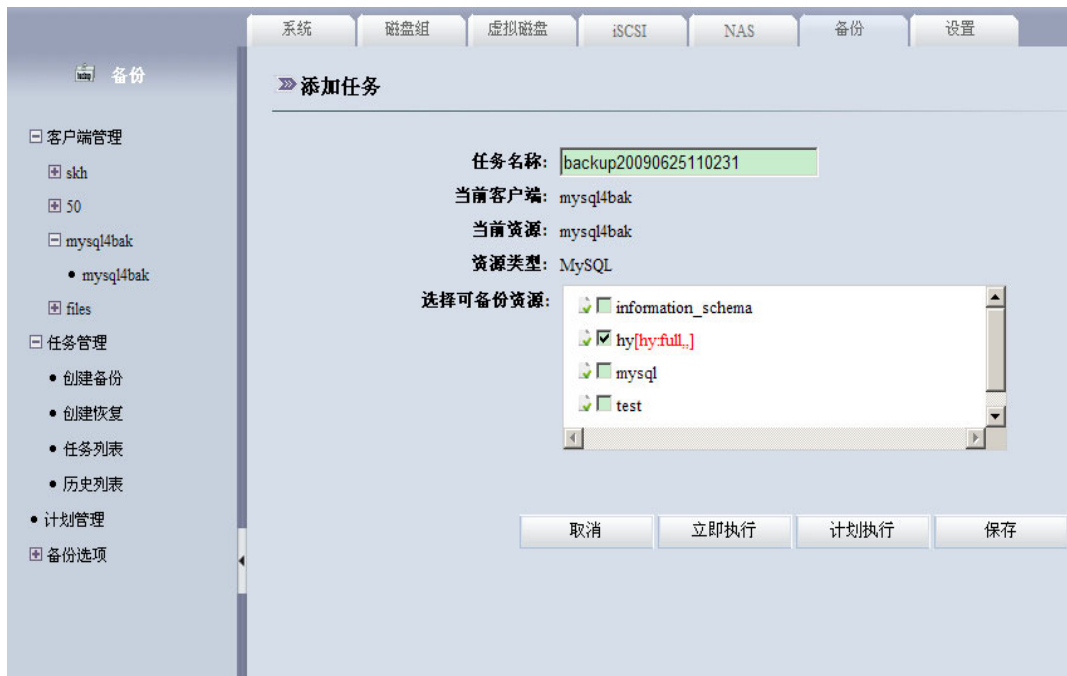 系统 磁盘组 虚拟磁盘 iSCSI NAS 备份 设置
备份
客户端管理
skh
50
mysql4bak
mysql4bak
files
任务管理
创建备份
创建恢复
任务列表
历史列表
计划管理
备份选项
添加任务
任务名称: backup20090625110231
当前客户端: mysql4bak
当前资源: mysql4bak
资源类型: MySQL
选择可备份资源:
information_schema
hy[hy:full,,]
mysql
test
取消 立即执行 计划执行 保存